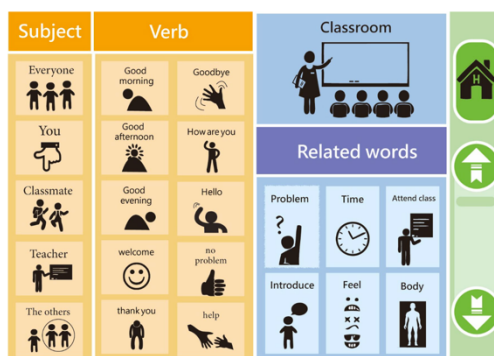 Subject
Everyone
You
Classmate
Teacher
The others
Verb
Good
morning
Goodbye
Good
afternoon
How are you
Good
evening
Hello
welcome
no
problem
thank you
help
Classroom
Related words
Problem
Time
Attend class
Introduce
Feel
Body
H